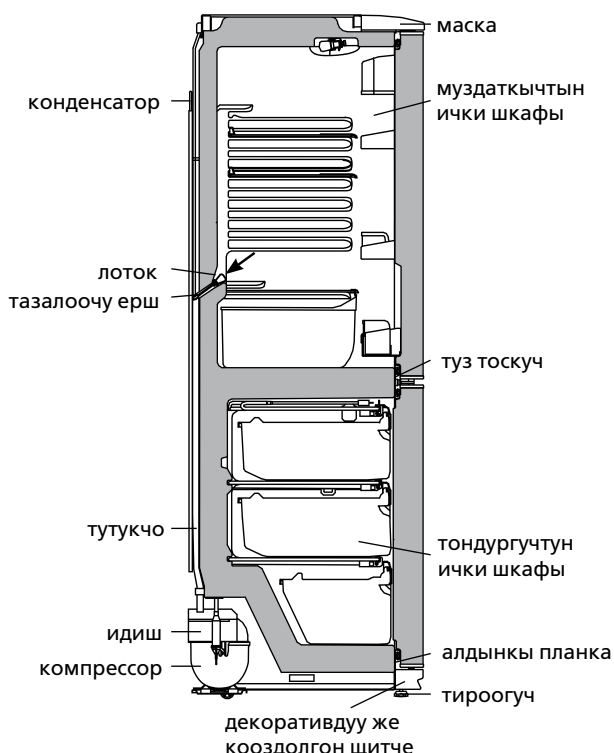 маска
конденсатор
муздаткычтын
ички шкафы
лоток
тазалоочу ерш
туз тоскуч
тутукчо
тондургучтун
ички шкафы
идиш
алдынкы планка
компрессор
тироогуч
декоративдуу же
кооздолгон щитче